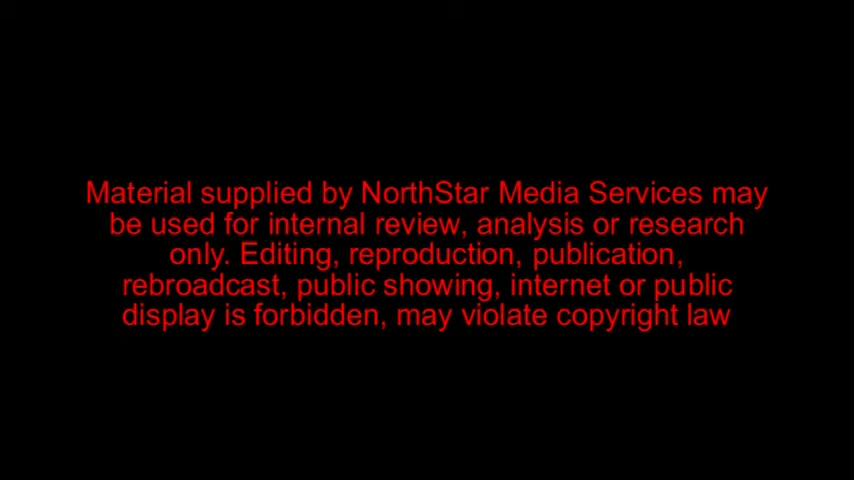 Material supplied by NorthStar Media Services may
be used for internal review, analysis or research
only. Editing, reproduction, publication,
rebroadcast, public showing, internet or public
display is forbidden, may violate copyright law